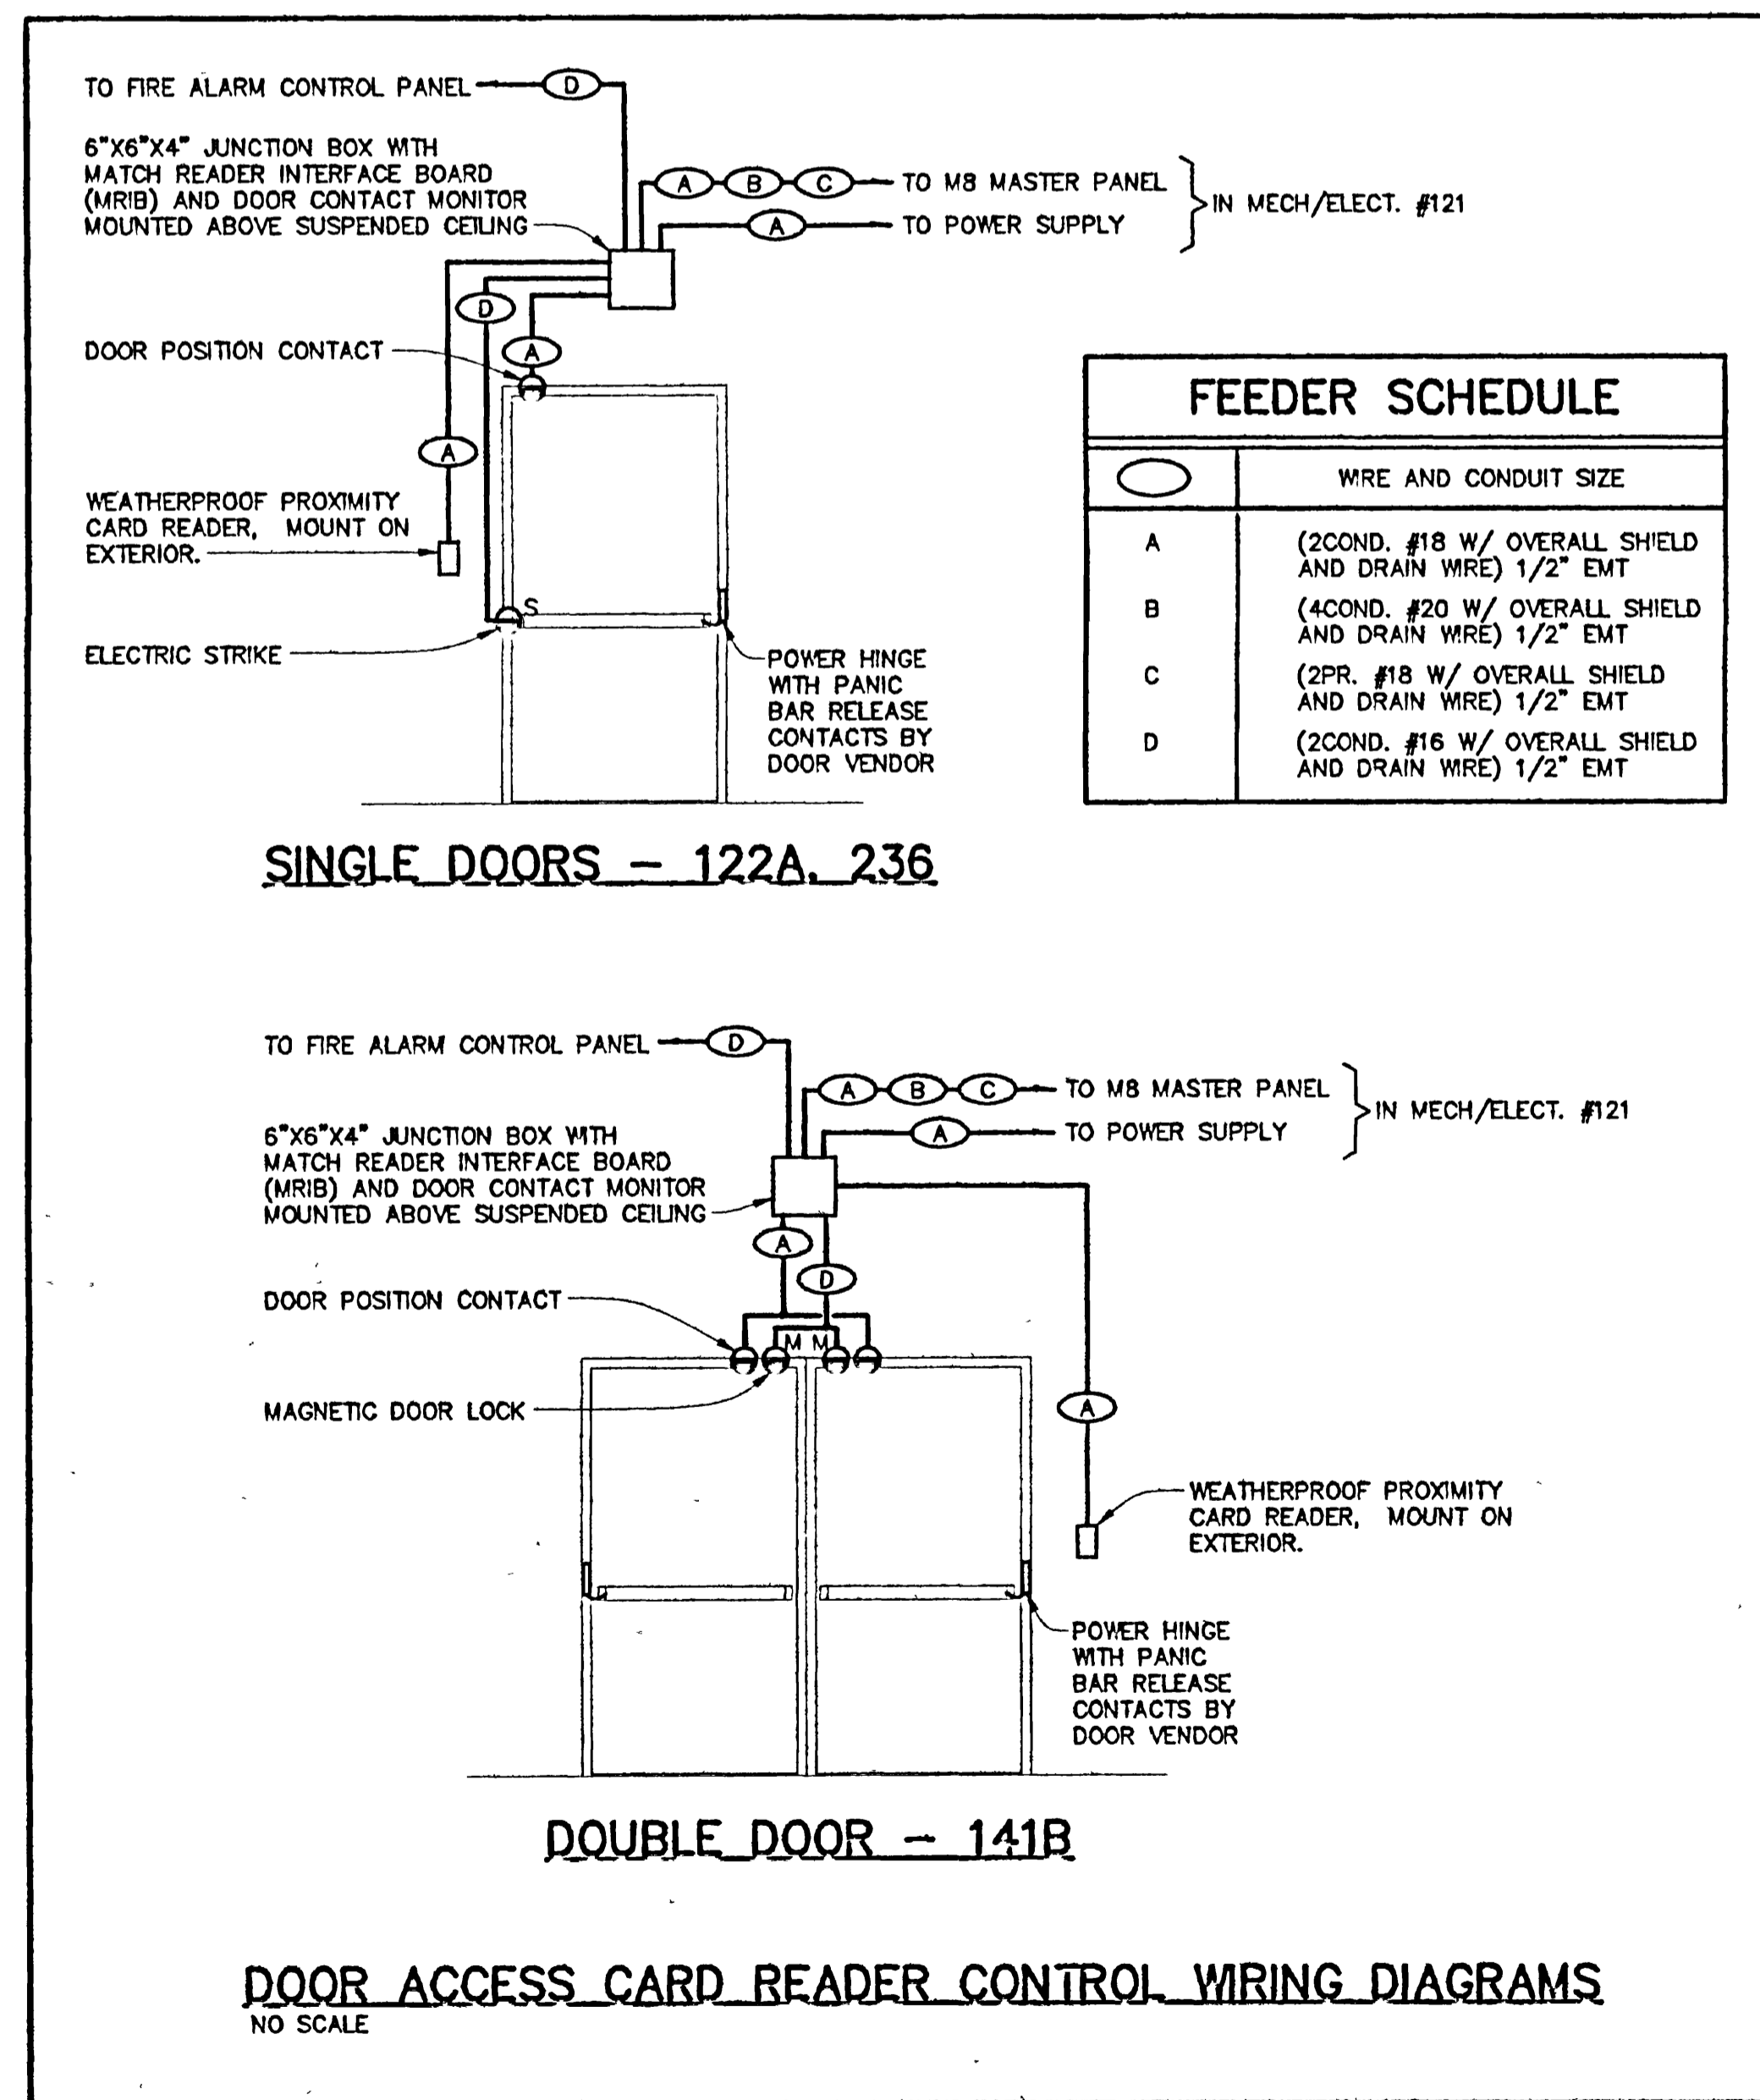 TO FIRE ALARM CONTROL PANEL
D
6"X6"X4" JUNCTION BOX WITH
MATCH READER INTERFACE BOARD
(MRIB) AND DOOR CONTACT MONITOR
MOUNTED ABOVE SUSPENDED CEILING
A B C TO M8 MASTER PANEL
A TO POWER SUPPLY
IN MECH/ELECT. #121
D
DOOR POSITION CONTACT
A
A
WEATHERPROOF PROXIMITY
CARD READER, MOUNT ON
EXTERIOR.
S
ELECTRIC STRIKE
POWER HINGE
WITH PANIC
BAR RELEASE
CONTACTS BY
DOOR VENDOR
SINGLE DOORS - 122A, 236
FEEDER SCHEDULE
WIRE AND CONDUIT SIZE
A (2COND. #18 W/ OVERALL SHIELD
AND DRAIN WIRE) 1/2" EMT
B (4COND. #20 W/ OVERALL SHIELD
AND DRAIN WIRE) 1/2" EMT
C (2PR. #18 W/ OVERALL SHIELD
AND DRAIN WIRE) 1/2" EMT
D (2COND. #16 W/ OVERALL SHIELD
AND DRAIN WIRE) 1/2" EMT
TO FIRE ALARM CONTROL PANEL
D
A B C TO M8 MASTER PANEL
A TO POWER SUPPLY
IN MECH/ELECT. #121
6"X6"X4" JUNCTION BOX WITH
MATCH READER INTERFACE BOARD
(MRIB) AND DOOR CONTACT MONITOR
MOUNTED ABOVE SUSPENDED CEILING
A
D
DOOR POSITION CONTACT
M M
MAGNETIC DOOR LOCK
A
WEATHERPROOF PROXIMITY
CARD READER, MOUNT ON
EXTERIOR.
POWER HINGE
WITH PANIC
BAR RELEASE
CONTACTS BY
DOOR VENDOR
DOUBLE DOOR - 141B
DOOR ACCESS CARD READER CONTROL WIRING DIAGRAMS
NO SCALE